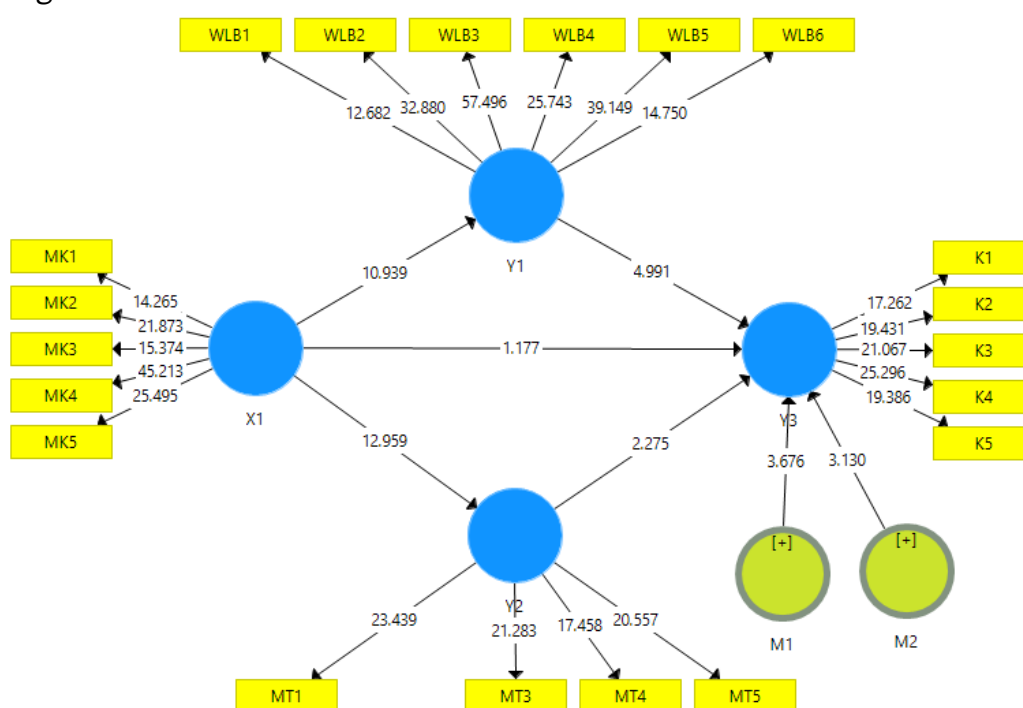 WLB1 WLB2 WLB3 WLB4 WLB5 WLB6
12.682 32.880 57.496 25.743 39.149 14.750
Y1
MK1
MK2
MK3
MK4
MK5
14.265
21.873
15.374
45.213
25.495
X1
10.939
4.991
1.177
12.959
2.275
K1
K2
K3
K4
K5
17.262
19.431
21.067
25.296
19.386
Y3
3.676 3.130
[+] [+]
M1 M2
Y2
23.439 21.283 17.458 20.557
MT1 MT3 MT4 MT5